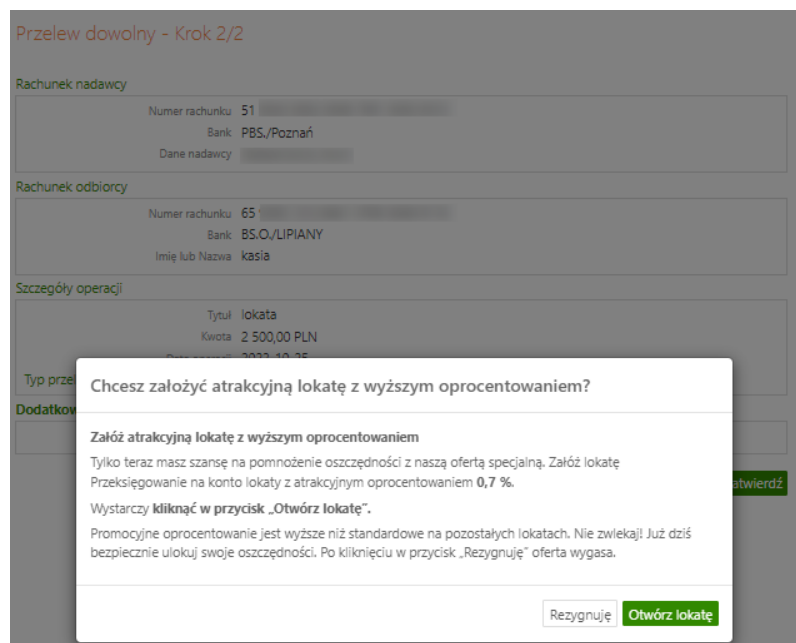 Przelew dowolny - Krok 2/2
Rachunek nadawcy
Numer rachunku 51
Bank PBS./Poznań
Dane nadawcy
Rachunek odbiorcy
Numer rachunku 65
Bank BS.O./LIPIANY
Imię lub Nazwa kasia
Szczegóły operacji
Tytuł lokata
Kwota 2 500,00 PLN
Typ
Chcesz założyć atrakcyjną lokatę z wyższym oprocentowaniem?
Załóż atrakcyjną lokatę z wyższym oprocentowaniem
Tylko teraz masz szansę na pomnożenie oszczędności z naszą ofertą specjalną. Załóż lokatę
Przeksięgowanie na konto lokaty z atrakcyjnym oprocentowaniem 0,7 %.
Wystarczy kliknąć w przycisk „Otwórz lokatę”.
Promocyjne oprocentowanie jest wyższe niż standardowe na pozostałych lokatach. Nie zwlekaj! Już dziś
bezpiecznie ulokuj swoje oszczędności. Po kliknięciu w przycisk „Rezygnuję” oferta wygasa.
Rezygnuję Otwórz lokatę